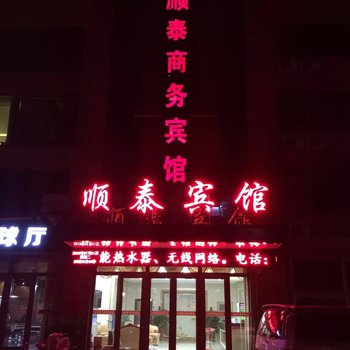 顺泰商务宾馆
顺泰宾馆
球厅
能热水器、无线网络。电话: